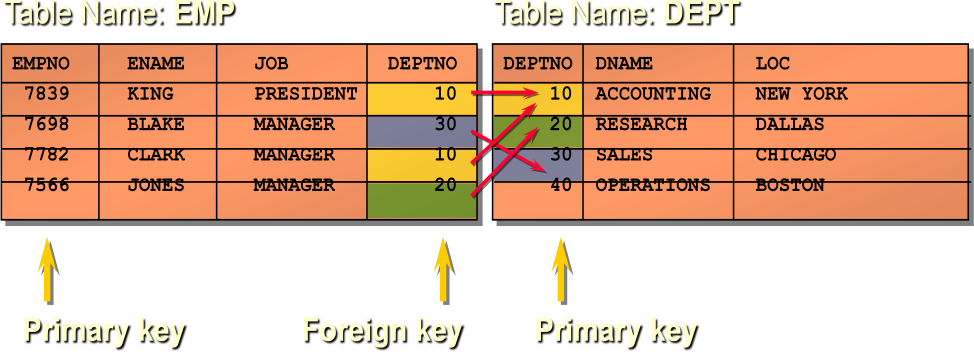 Table Name: EMP
EMPNO ENAME JOB DEPTNO
7839 KING PRESIDENT 10
7698 BLAKE MANAGER 30
7782 CLARK MANAGER 10
7566 JONES MANAGER 20
Primary key Foreign key
Table Name: DEPT
DEPTNO DNAME LOC
10 ACCOUNTING NEW YORK
20 RESEARCH DALLAS
30 SALES CHICAGO
40 OPERATIONS BOSTON
Primary key